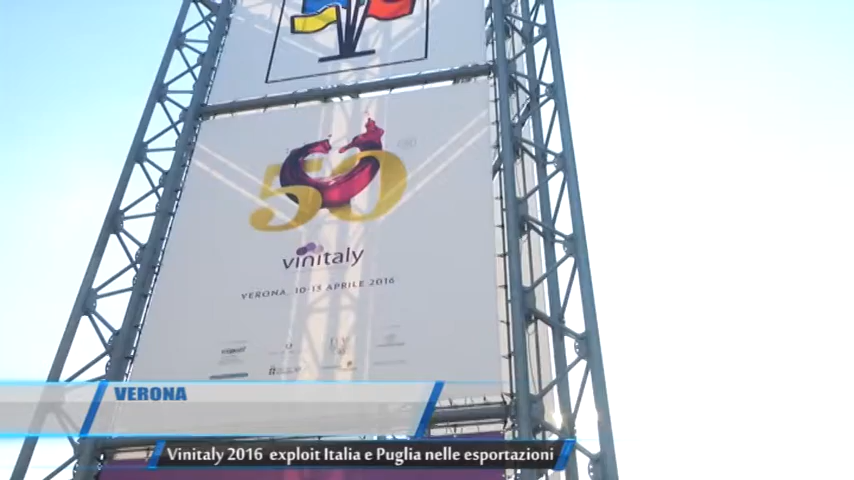 50
vinitaly
VERONA, 10-13 APRILE 2016
VERONA
Vinitaly 2016 exploit Italia e Puglia nelle esportazioni